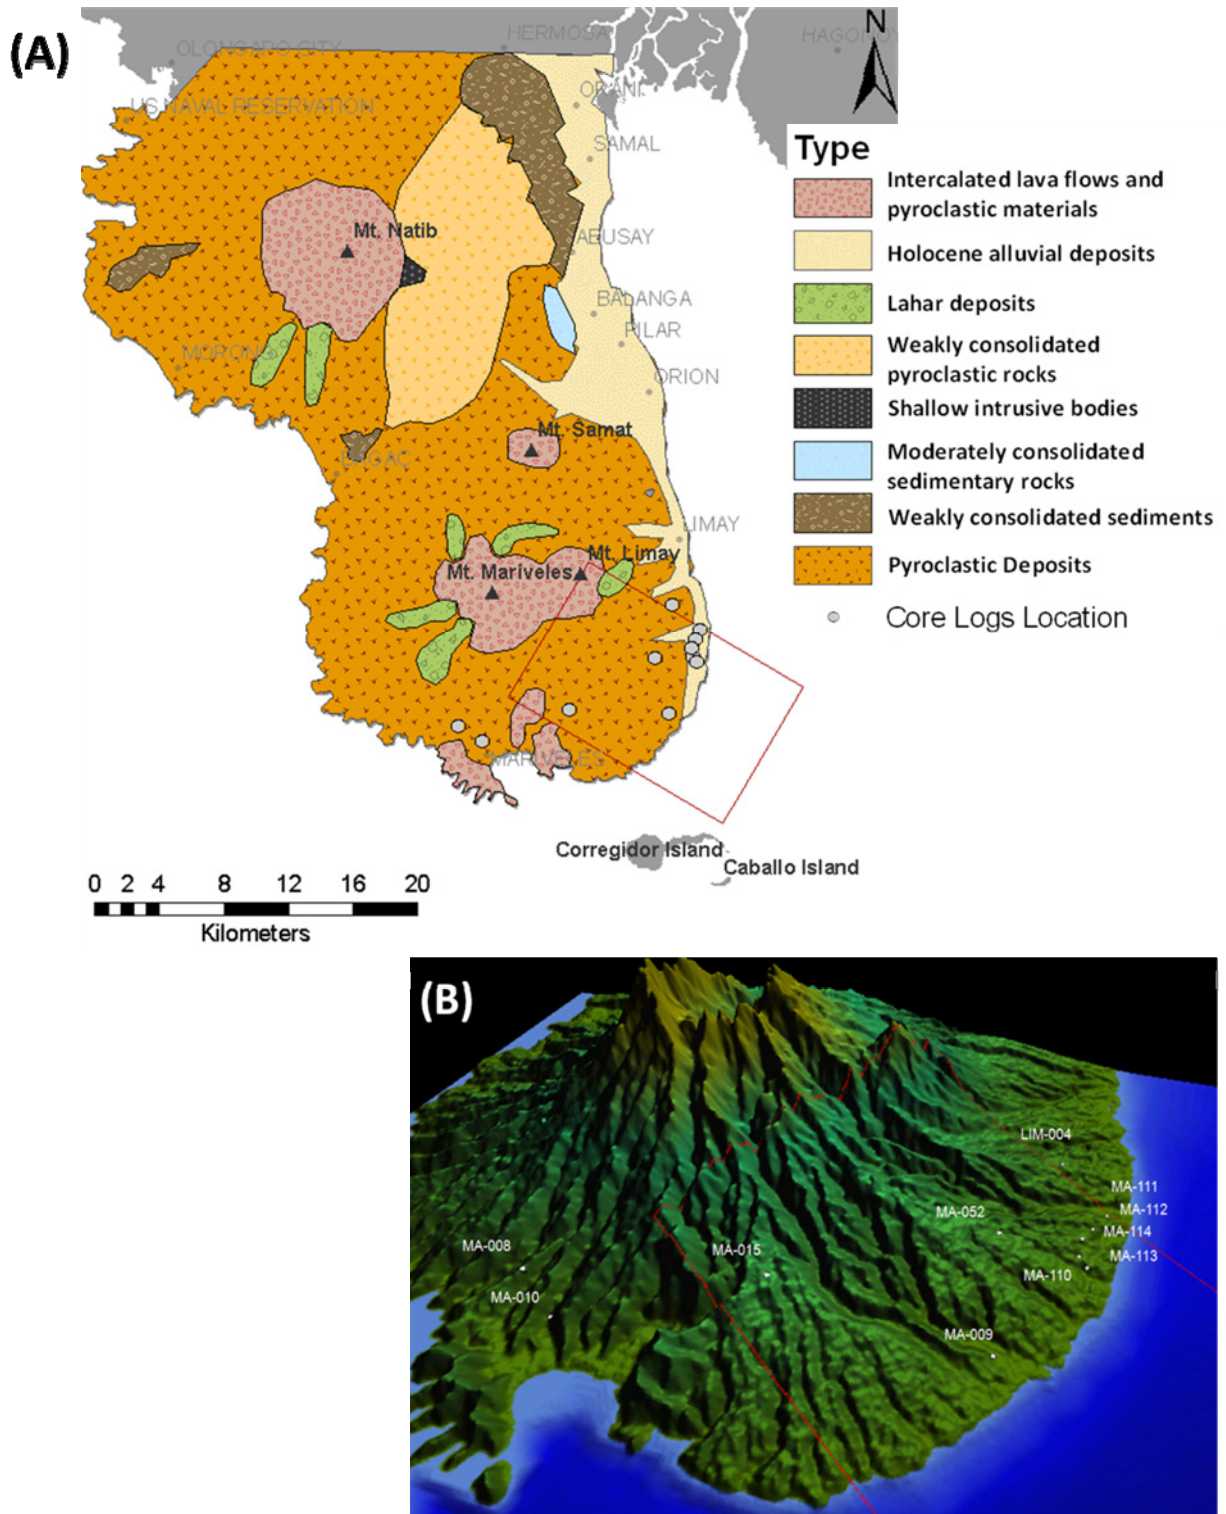 (A)
OLONGAPO CITY
HERMOSA
N
US NAVAL RESERVATION
ORANI
SAMAL
Type
Intercalated lava flows and
pyroclastic materials
Mt. Natib
ABUSAY
Holocene alluvial deposits
BALANGA
Lahar deposits
PILAR
MORONG
Weakly consolidated
pyroclastic rocks
ORION
Shallow intrusive bodies
Mt. Samat
BAGAC
Moderately consolidated
sedimentary rocks
LIMAY
Weakly consolidated sediments
Mt. Limay
Mt. Mariveles
Pyroclastic Deposits
Core Logs Location
MARIVELES
Corregidor Island
Caballo Island
0 2 4 8 12 16 20
Kilometers
(B)
LIM-004
MA-111
MA-112
MA-052
MA-114
MA-008
MA-015
MA-113
MA-110
MA-010
MA-009